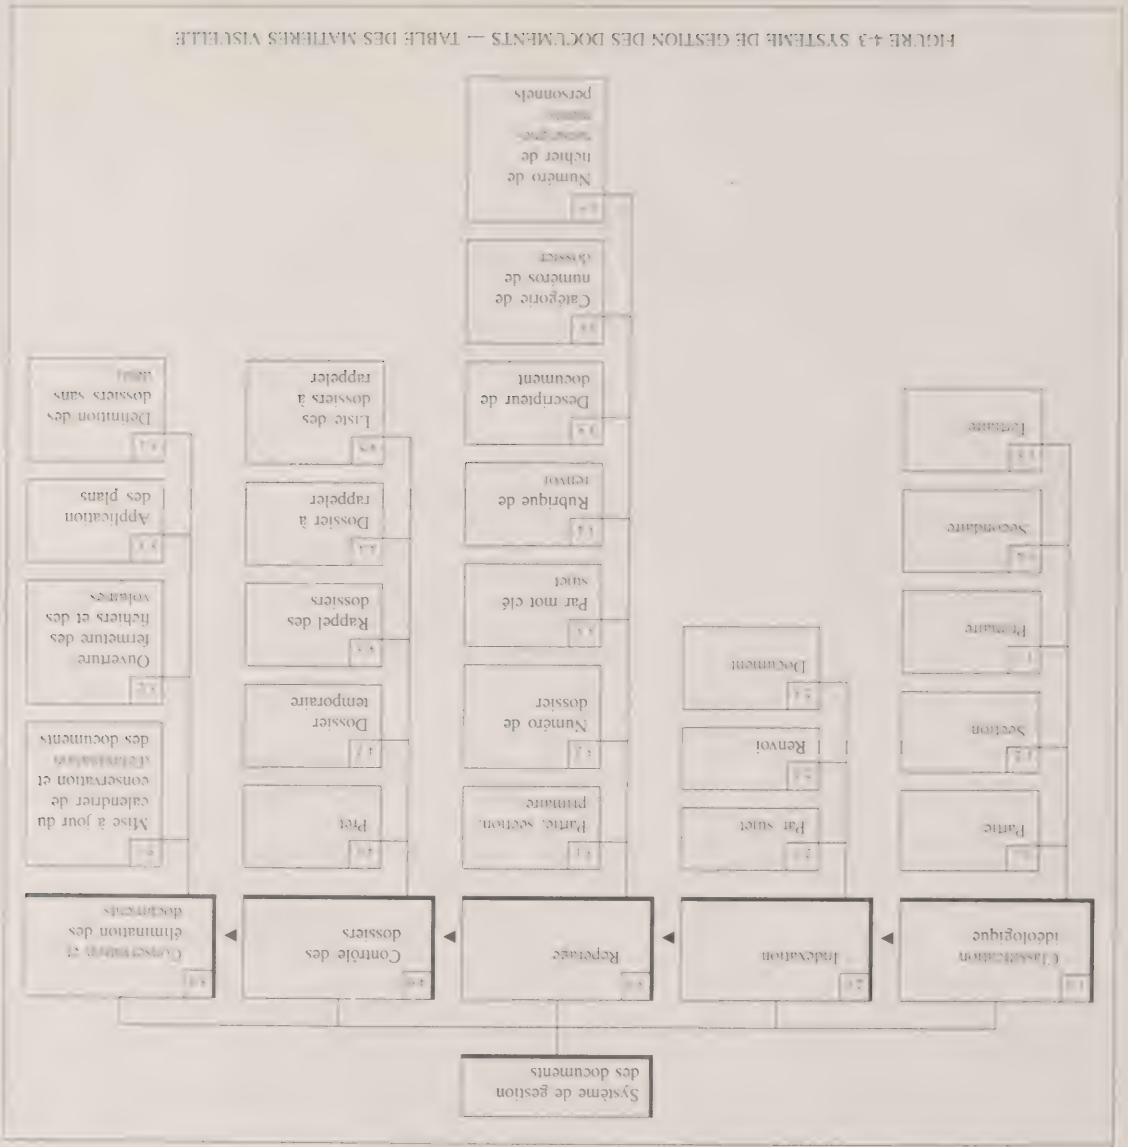 Système de gestion
des documents
Classification
idéologique
Partie
Section
Primaire
Secondaire
Tertiaire
Indexation
Par sujet
Renvoi
Document
Repérage
Partie, section,
primaire
Numéro de
dossier
Par mot clé
sujet
Rubrique de
renvoi
Descripteur de
document
Catégorie de
numéros de
dossier
Numéro de
fichier de
personnels
Contrôle des
dossiers
Prêt
Dossier
temporaire
Rappel des
dossiers
Dossier à
rappeler
Liste des
dossiers à
rappeler
Conservation et
élimination des
documents
Mise à jour du
calendrier de
conservation et
d'élimination
des documents
Ouverture
fermeture des
fichiers et des
volumes
Application
des plans
Définition des
dossiers sans
FIGURE 4-3 SYSTÈME DE GESTION DES DOCUMENTS — TABLE DES MATIÈRES VISUELLE